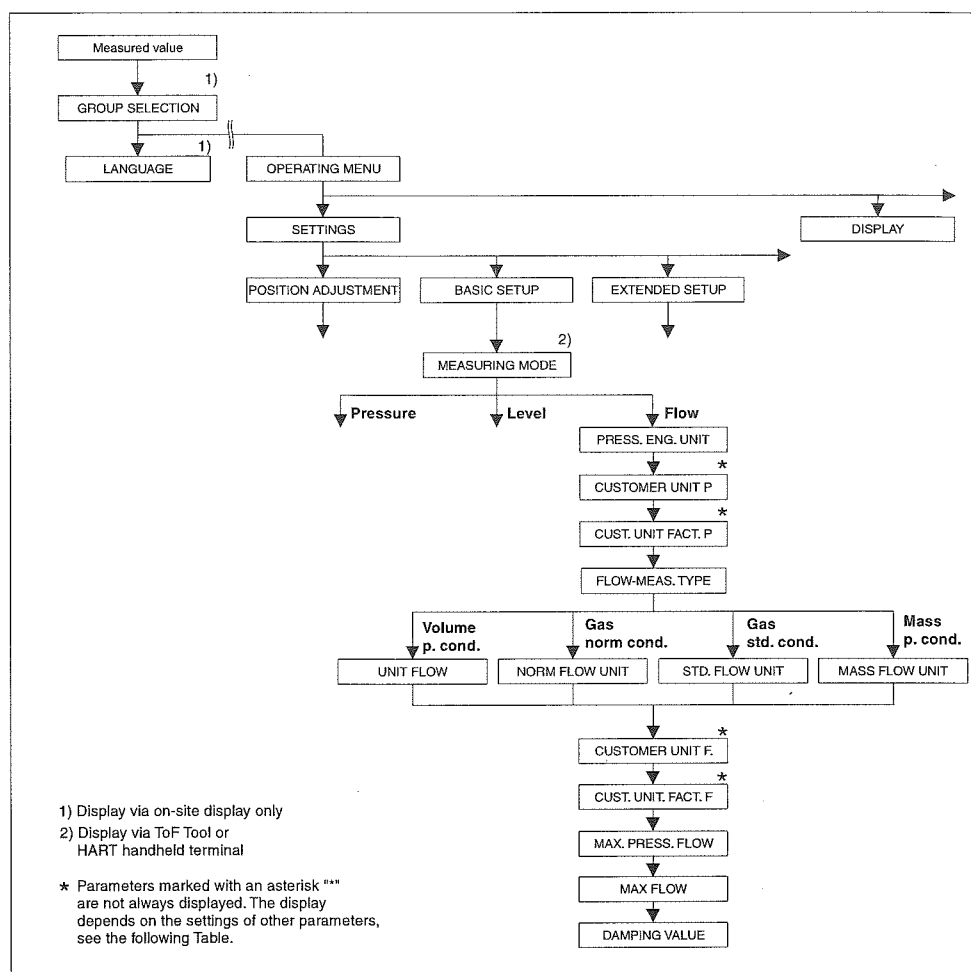 Measured value
1)
GROUP SELECTION
1)
LANGUAGE
OPERATING MENU
SETTINGS
DISPLAY
POSITION ADJUSTMENT
BASIC SETUP
EXTENDED SETUP
2)
MEASURING MODE
Pressure
Level
Flow
PRESS. ENG. UNIT
*
CUSTOMER UNIT P
*
CUST. UNIT FACT. P
FLOW-MEAS. TYPE
Volume
p. cond.
Gas
norm cond.
Gas
std. cond.
Mass
p. cond.
UNIT FLOW
NORM FLOW UNIT
STD. FLOW UNIT
MASS FLOW UNIT
*
CUSTOMER UNIT F.
*
CUST. UNIT. FACT. F
MAX. PRESS. FLOW
MAX FLOW
DAMPING VALUE
1) Display via on-site display only
2) Display via ToF Tool or
HART handheld terminal
* Parameters marked with an asterisk "*"
are not always displayed. The display
depends on the settings of other parameters,
see the following Table.